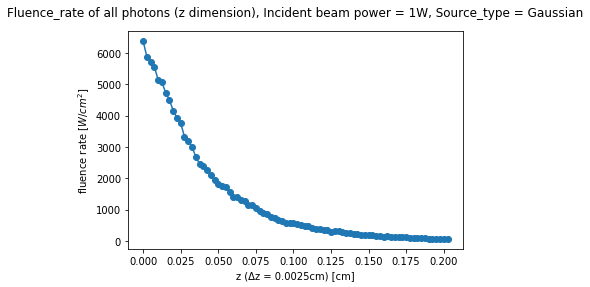 Fluence_rate of all photons (z dimension), Incident beam power = 1W, Source_type = Gaussian
6000
5000
4000
3000
2000
1000
0
fluence rate [W/cm²]
0.000 0.025 0.050 0.075 0.100 0.125 0.150 0.175 0.200
z (Δz = 0.0025cm) [cm]